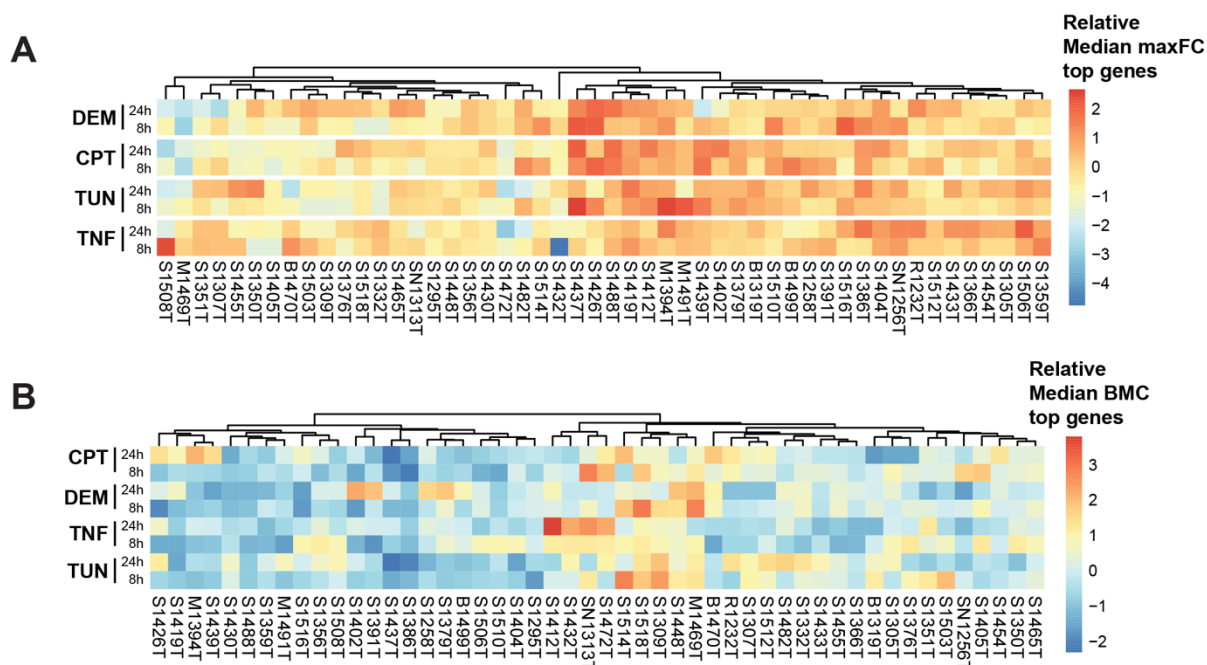 A
Relative
Median maxFC
top genes
DEM
24h
8h
CPT
24h
8h
TUN
24h
8h
TNF
24h
8h
S1508T
M1469T
S1351T
S1307T
S1455T
S1350T
S1405T
B1470T
S1503T
S1309T
S1376T
S1518T
S1332T
S1465T
SN1313T
S1295T
S1448T
S1356T
S1430T
S1472T
S1482T
S1514T
S1432T
S1437T
S1426T
S1488T
S1419T
S1412T
M1394T
M1491T
S1439T
S1402T
S1379T
B1319T
S1510T
B1499T
S1258T
S1391T
S1516T
S1386T
S1404T
SN1256T
R1232T
S1512T
S1433T
S1366T
S1454T
S1305T
S1506T
S1359T
2
1
0
−1
−2
−3
−4
B
Relative
Median BMC
top genes
CPT
24h
8h
DEM
24h
8h
TNF
24h
8h
TUN
24h
8h
S1426T
S1419T
M1394T
S1439T
S1430T
S1488T
S1359T
M1491T
S1516T
S1356T
S1508T
S1402T
S1391T
S1437T
S1386T
S1258T
S1379T
B1499T
S1506T
S1510T
S1404T
S1295T
S1412T
S1432T
SN1313T
S1472T
S1514T
S1518T
S1309T
S1448T
M1469T
B1470T
R1232T
S1307T
S1512T
S1482T
S1332T
S1433T
S1455T
S1366T
B1319T
S1305T
S1376T
S1351T
S1503T
SN1256T
S1405T
S1454T
S1350T
S1465T
3
2
1
0
−1
−2